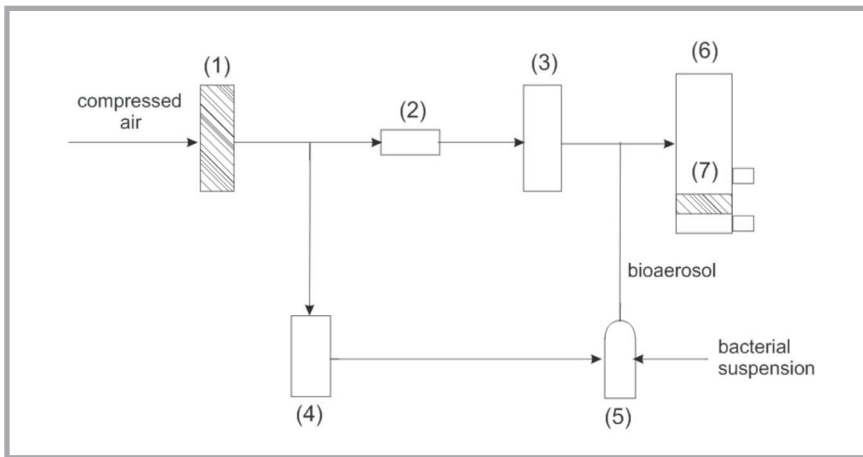 (6)
(1)
(3)
compressed
air
(2)
(7)
bioaerosol
bacterial
suspension
(4)
(5)